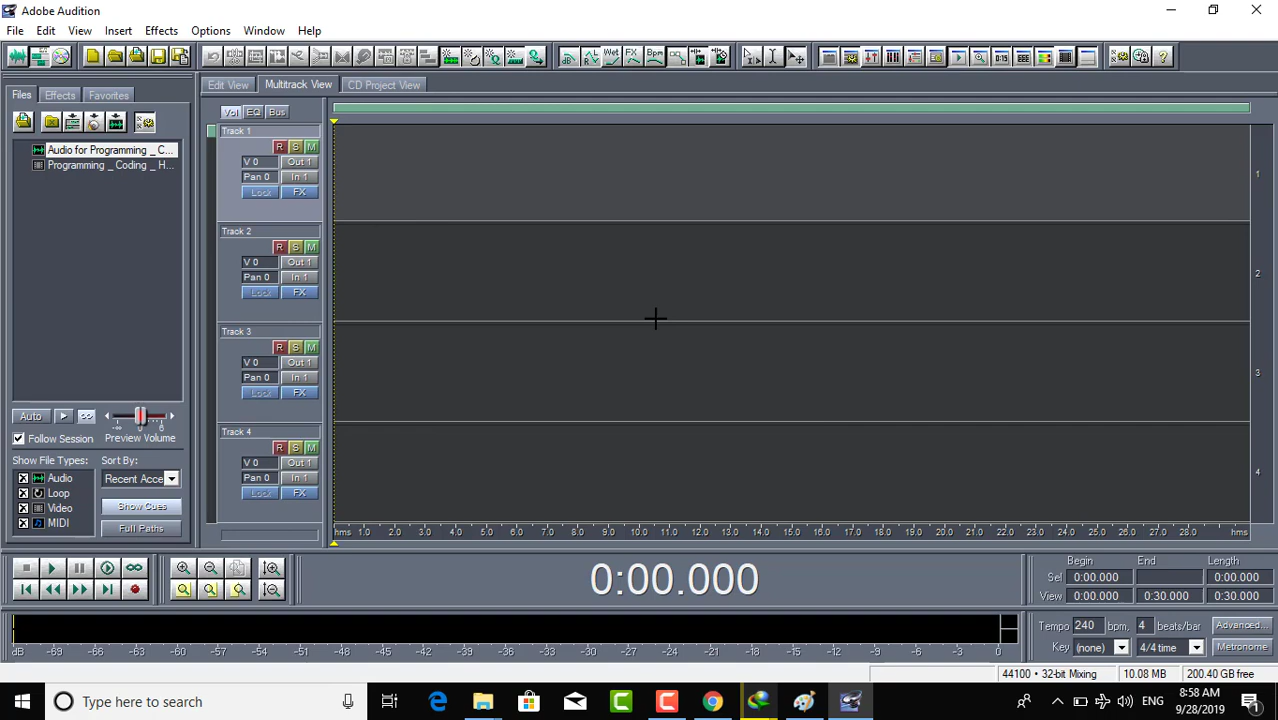 Adobe Audition
File Edit View Insert Effects Options Window Help
Wet FX Bpm
0:15
Edit View Multitrack View CD Project View
Files Effects Favorites
Vol EQ Bus
Audio for Programming _ C...
Programming _ Coding _ H...
Track 1
R S M
V 0 Out 1
Pan 0 In 1
Lock FX
1
Track 2
R S M
V 0 Out 1
Pan 0 In 1
Lock FX
2
Track 3
R S M
V 0 Out 1
Pan 0 In 1
Lock FX
3
Track 4
R S M
V 0 Out 1
Pan 0 In 1
Lock FX
4
Auto
-∞ 0 6
Follow Session Preview Volume
Show File Types: Sort By:
Audio Recent Acce
Loop
Video Show Cues
MIDI Full Paths
hms 1.0 2.0 3.0 4.0 5.0 6.0 7.0 8.0 9.0 10.0 11.0 12.0 13.0 14.0 15.0 16.0 17.0 18.0 19.0 20.0 21.0 22.0 23.0 24.0 25.0 26.0 27.0 28.0 hms
0:00.000
Begin End Length
Sel 0:00.000 0:00.000
View 0:00.000 0:30.000 0:30.000
dB -69 -66 -63 -60 -57 -54 -51 -48 -45 -42 -39 -36 -33 -30 -27 -24 -21 -18 -15 -12 -9 -6 -3 0
Tempo 240 bpm, 4 beats/bar Advanced...
Key (none) 4/4 time Metronome
44100 • 32-bit Mixing 10.08 MB 200.40 GB free
Type here to search
ENG
8:58 AM
9/28/2019
1